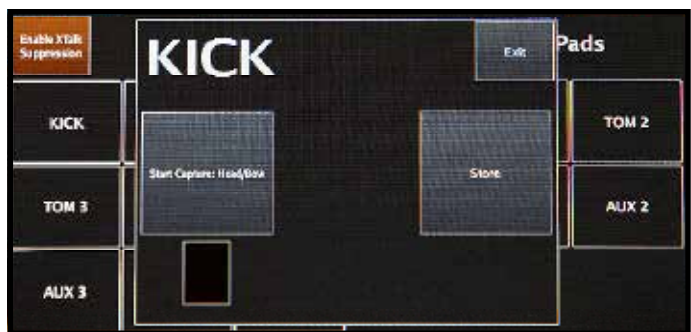 Enable XTalk
Suppression
KICK
Exit
Pads
KICK
TOM 2
Start Capture: Head/Bow
Store
TOM 3
AUX 2
AUX 3